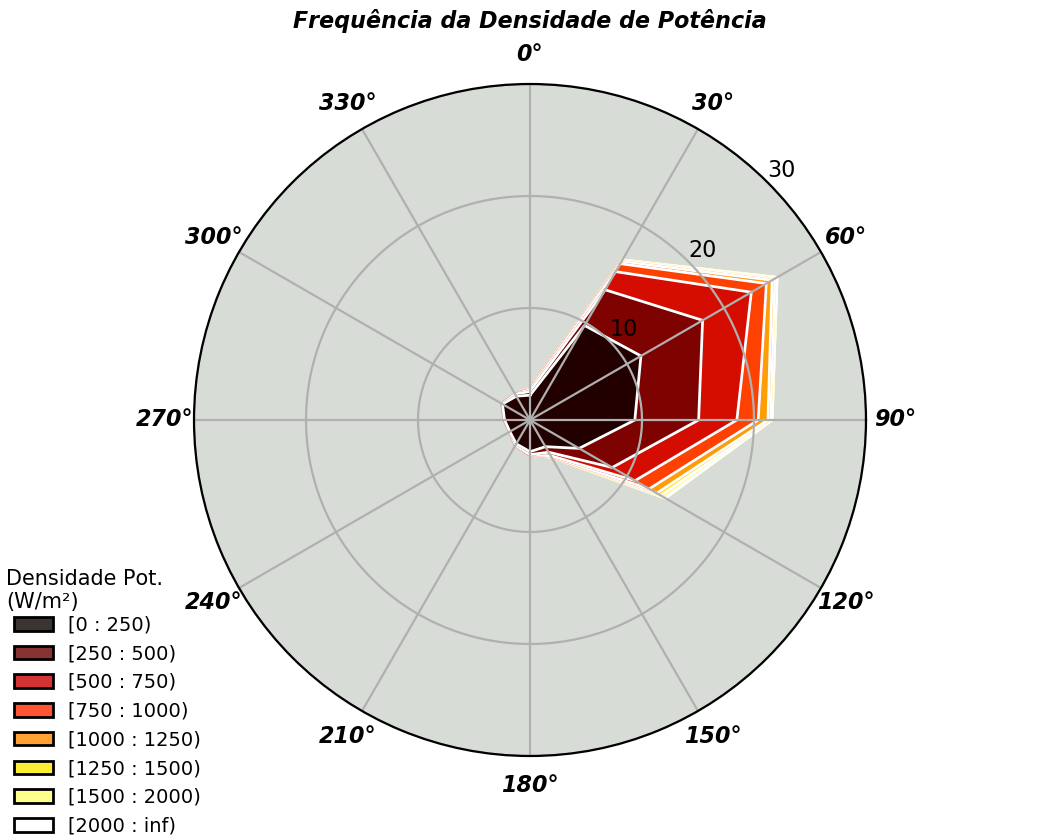 Frequência da Densidade de Potência
0°
330°
30°
30
300°
60°
20
10
270°
90°
240°
120°
210°
150°
180°
Densidade Pot.
(W/m²)
[0 : 250)
[250 : 500)
[500 : 750)
[750 : 1000)
[1000 : 1250)
[1250 : 1500)
[1500 : 2000)
[2000 : inf)